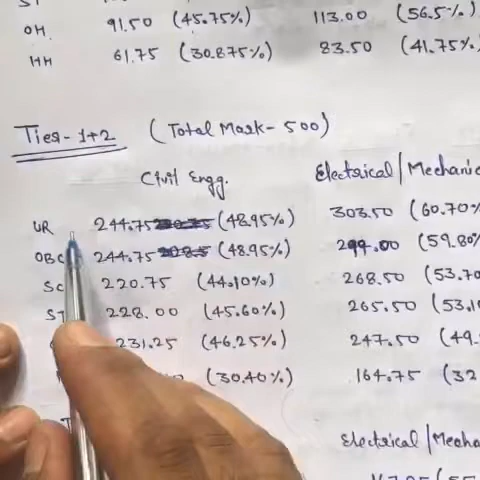 OH 91.50 (45.75%) 113.00 (56.5%)
HH 61.75 (30.875%) 83.50 (41.75%)
Tier-1+2 (Total Mark-500)
Civil Engg. Electrical/Mechanic
UR 244.75 (48.95%) 303.50 (60.70%
OBC 244.75 (48.95%) 299.00 (59.80%
SC 220.75 (44.10%) 268.50 (53.70
ST 228.00 (45.60%) 265.50 (53.1
231.25 (46.25%) 247.50 (49.
(30.40%) 164.75 (32
Electrical/Mecha